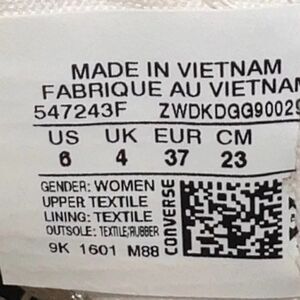 MADE IN VIETNAM
FABRIQUE AU VIETNAM
547243F ZWDKDGG90029
US UK EUR CM
6 4 37 23
GENDER: WOMEN
UPPER TEXTILE
LINING: TEXTILE
OUTSOLE: TEXTILE/RUBBER
9K 1601 M88
CONVERSE